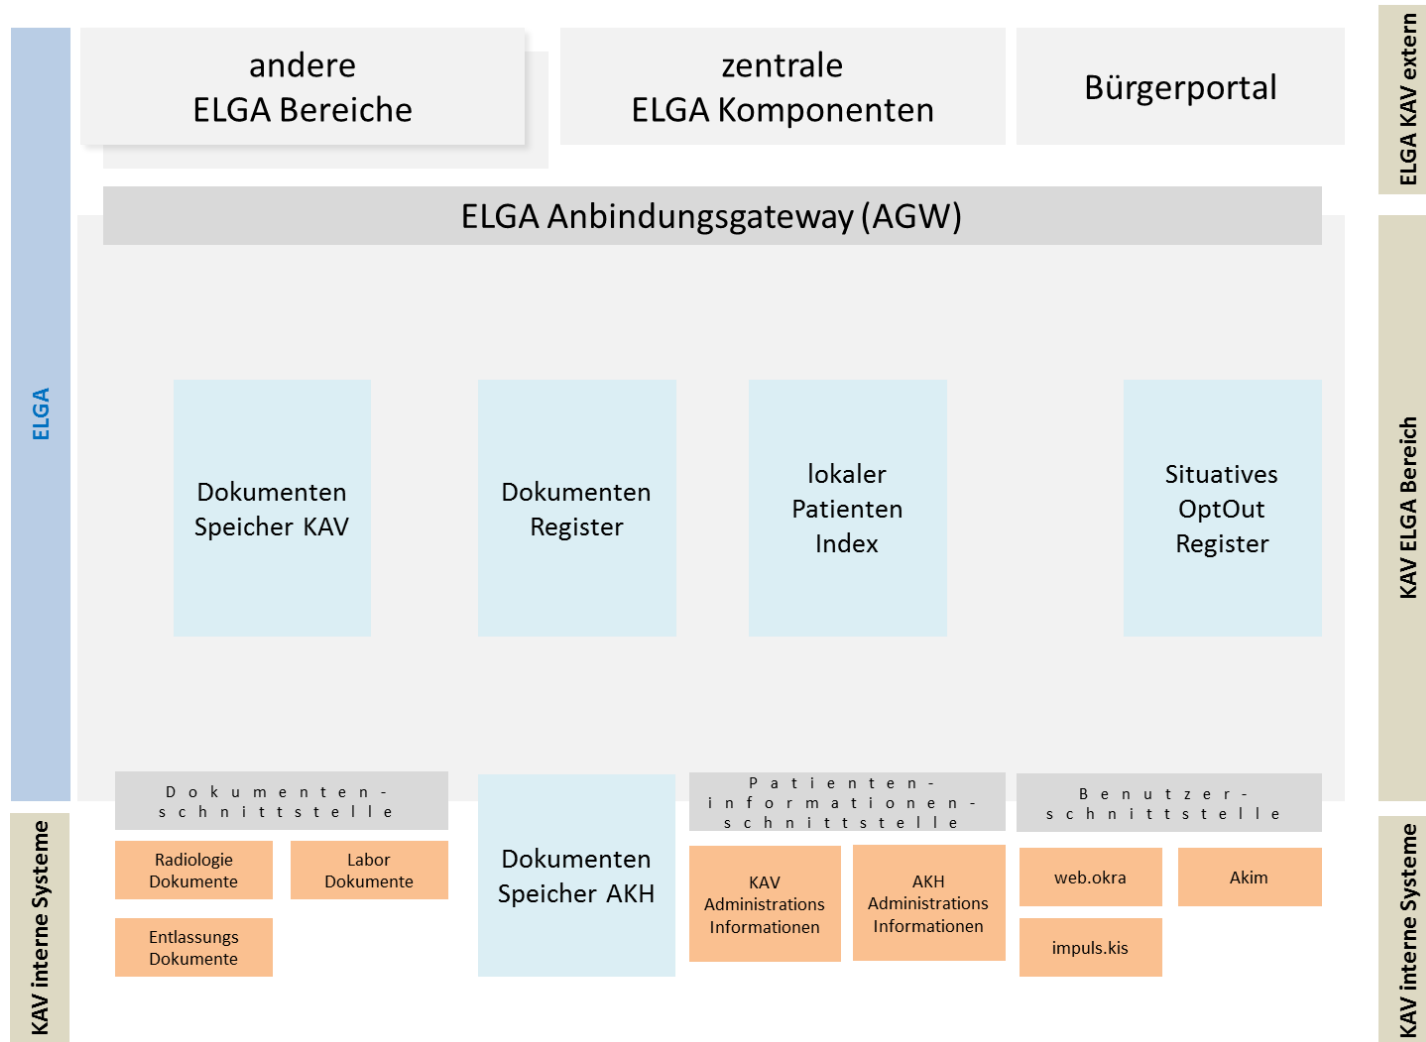 andere
ELGA Bereiche
zentrale
ELGA Komponenten
Bürgerportal
ELGA KAV extern
ELGA Anbindungsgateway (AGW)
ELGA
Dokumenten
Speicher KAV
Dokumenten
Register
lokaler
Patienten
Index
Situatives
OptOut
Register
KAV ELGA Bereich
Dokumenten-
schnittstelle
Patienten-
informationen-
schnittstelle
Benutzer-
schnittstelle
KAV interne Systeme
Radiologie
Dokumente
Labor
Dokumente
Entlassungs
Dokumente
Dokumenten
Speicher AKH
KAV
Administrations
Informationen
AKH
Administrations
Informationen
web.okra
Akim
impuls.kis
KAV interne Systeme